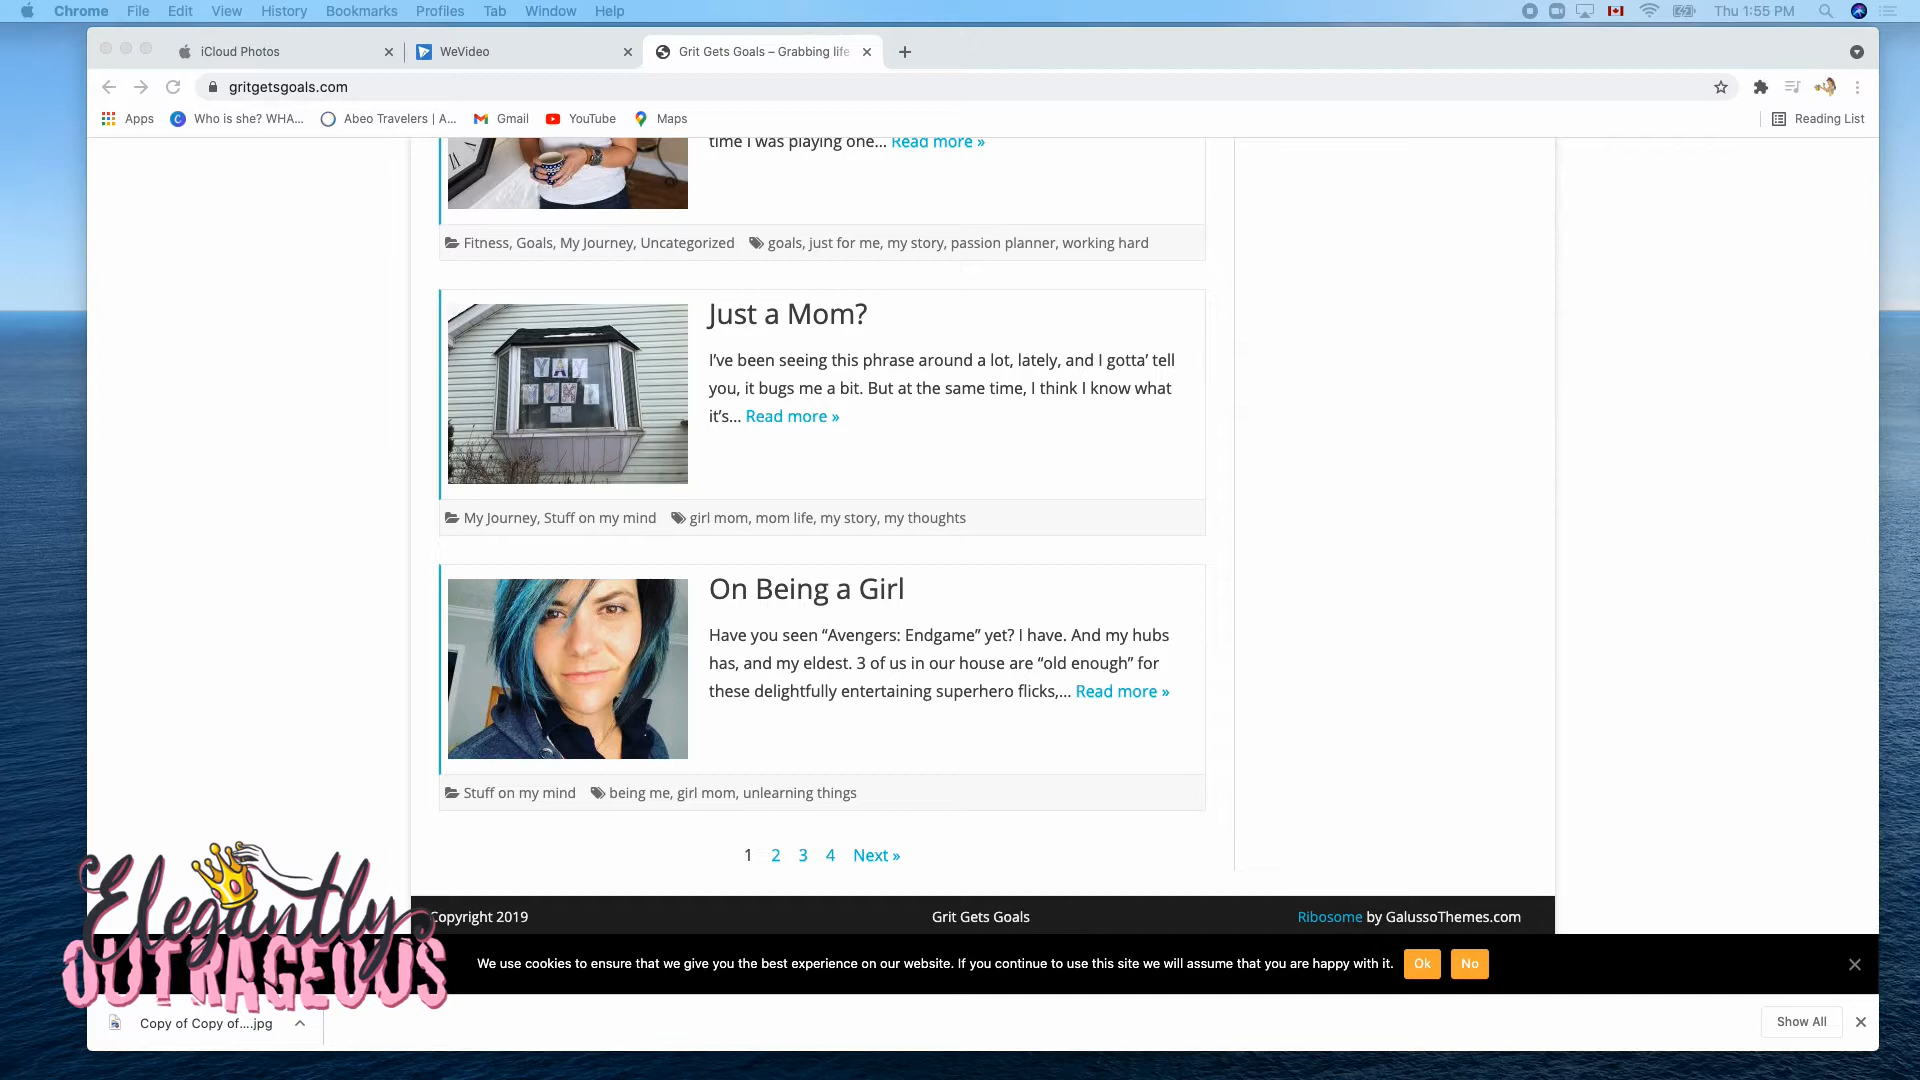 Chrome File Edit View History Bookmarks Profiles Tab Window Help Thu 1:55 PM
iCloud Photos WeVideo Grit Gets Goals – Grabbing life
gritgetsgoals.com
Apps Who is she? WHA... Abeo Travelers | A... Gmail YouTube Maps Reading List
time I was playing one... Read more »
Fitness, Goals, My Journey, Uncategorized goals, just for me, my story, passion planner, working hard
Just a Mom?
I've been seeing this phrase around a lot, lately, and I gotta' tell
you, it bugs me a bit. But at the same time, I think I know what
it's... Read more »
YAY
My Journey, Stuff on my mind girl mom, mom life, my story, my thoughts
On Being a Girl
Have you seen “Avengers: Endgame” yet? I have. And my hubs
has, and my eldest. 3 of us in our house are “old enough” for
these delightfully entertaining superhero flicks,... Read more »
Stuff on my mind being me, girl mom, unlearning things
1 2 3 4 Next »
Copyright 2019 Grit Gets Goals Ribosome by GalussoThemes.com
Elegantly
OUTRAGEOUS
We use cookies to ensure that we give you the best experience on our website. If you continue to use this site we will assume that you are happy with it. Ok No
Copy of Copy of....jpg Show All